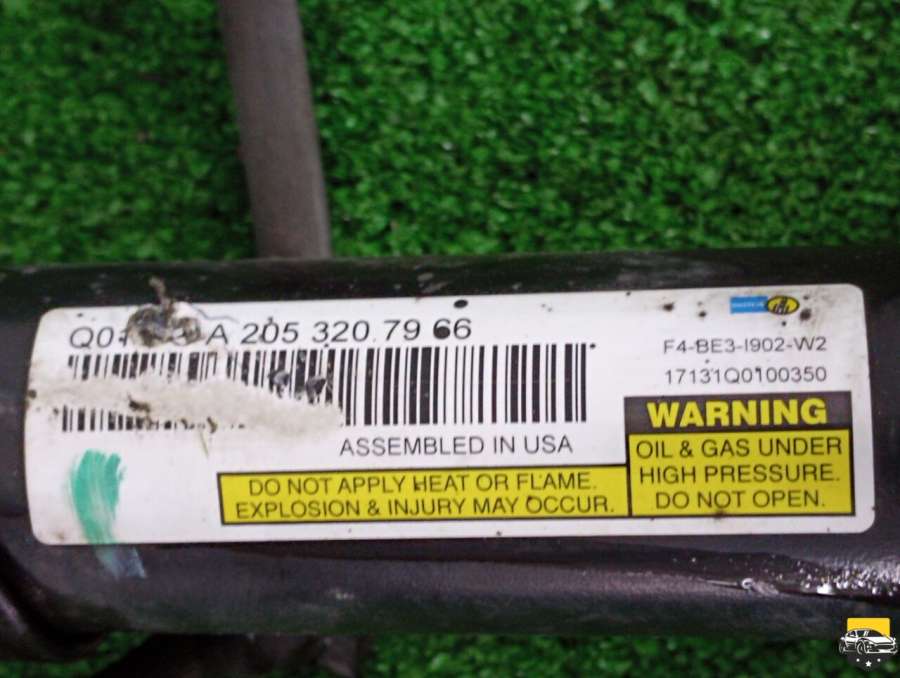 A 205 320 79 66
F4-BE3-I902-W2
17131Q0100350
ASSEMBLED IN USA
WARNING
OIL & GAS UNDER
HIGH PRESSURE.
DO NOT OPEN.
DO NOT APPLY HEAT OR FLAME.
EXPLOSION & INJURY MAY OCCUR.